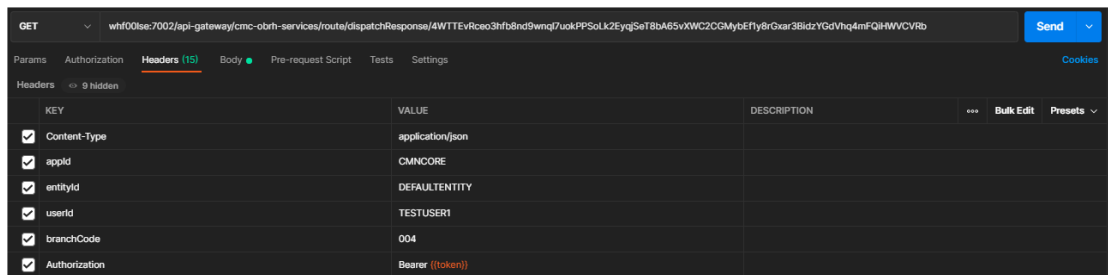 GET whf00lse:7002/api-gateway/cmc-obrh-services/route/dispatchResponse/4WTTEvRceo3hfb8nd9wnqI7uokPPSoLk2EyqjSeT8bA65vXWC2CGMybEf1y8rGxar3BidzYGdVhq4mFQiHWVCVRb Send
Params Authorization Headers (15) Body Pre-request Script Tests Settings Cookies
Headers 9 hidden
KEY VALUE DESCRIPTION ooo Bulk Edit Presets
Content-Type application/json
appId CMNCORE
entityId DEFAULTENTITY
userId TESTUSER1
branchCode 004
Authorization Bearer {{token}}